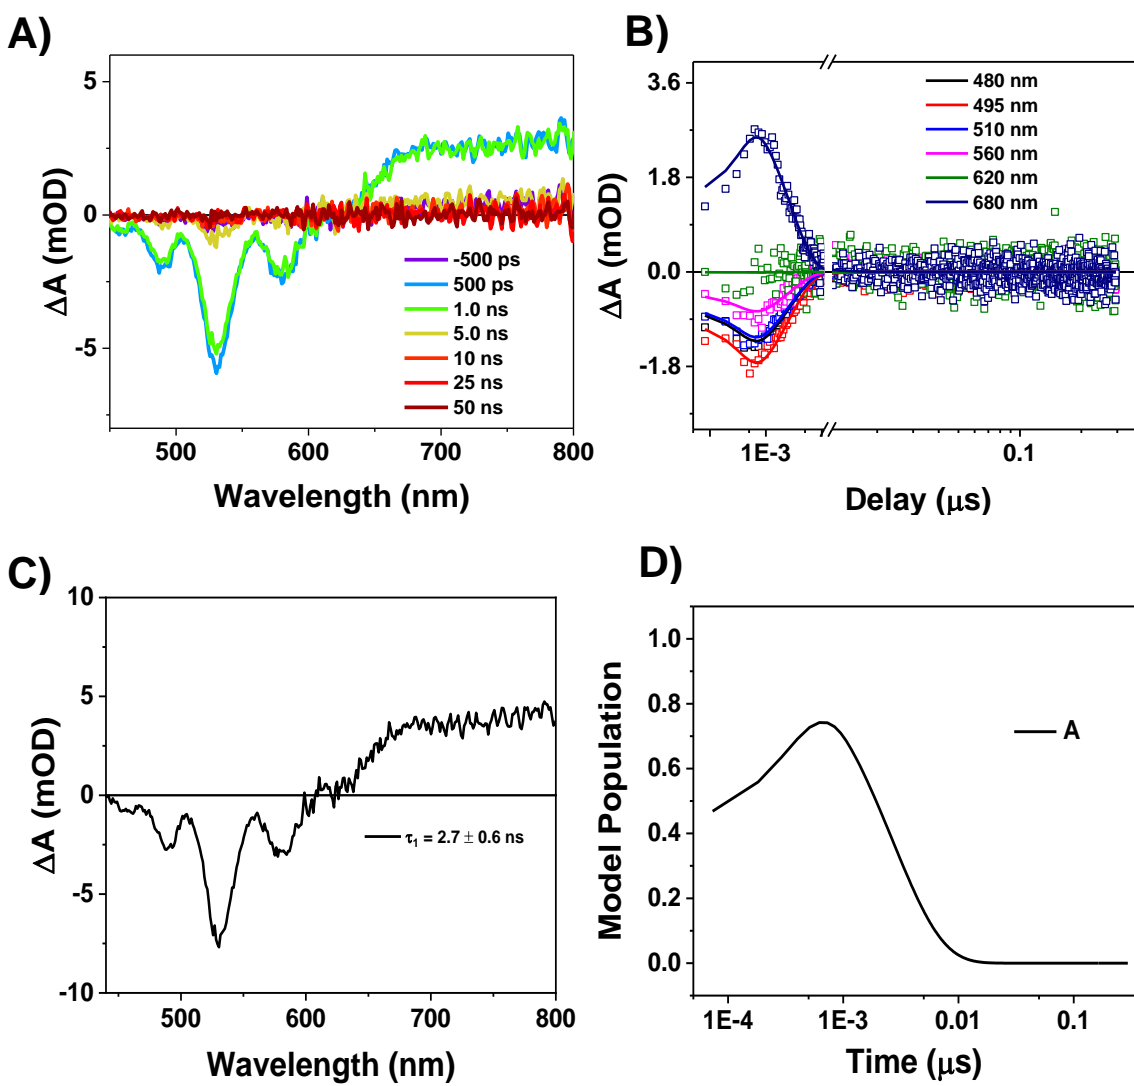 A)
ΔA (mOD)
5
0
-5
500
600
700
800
Wavelength (nm)
-500 ps
500 ps
1.0 ns
5.0 ns
10 ns
25 ns
50 ns
B)
ΔA (mOD)
3.6
1.8
0.0
-1.8
1E-3
0.1
Delay (μs)
480 nm
495 nm
510 nm
560 nm
620 nm
680 nm
C)
ΔA (mOD)
10
5
0
-5
-10
500
600
700
800
Wavelength (nm)
τ₁ = 2.7 ± 0.6 ns
D)
Model Population
1.0
0.8
0.6
0.4
0.2
0.0
1E-4
1E-3
0.01
0.1
Time (μs)
A